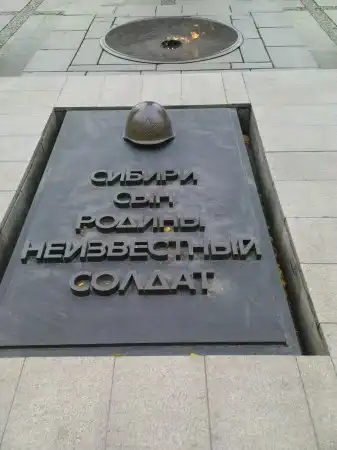 СИБИРИ
СЫН
РОДИНЫ
НЕИЗВЕСТНЫЙ
СОЛДАТ